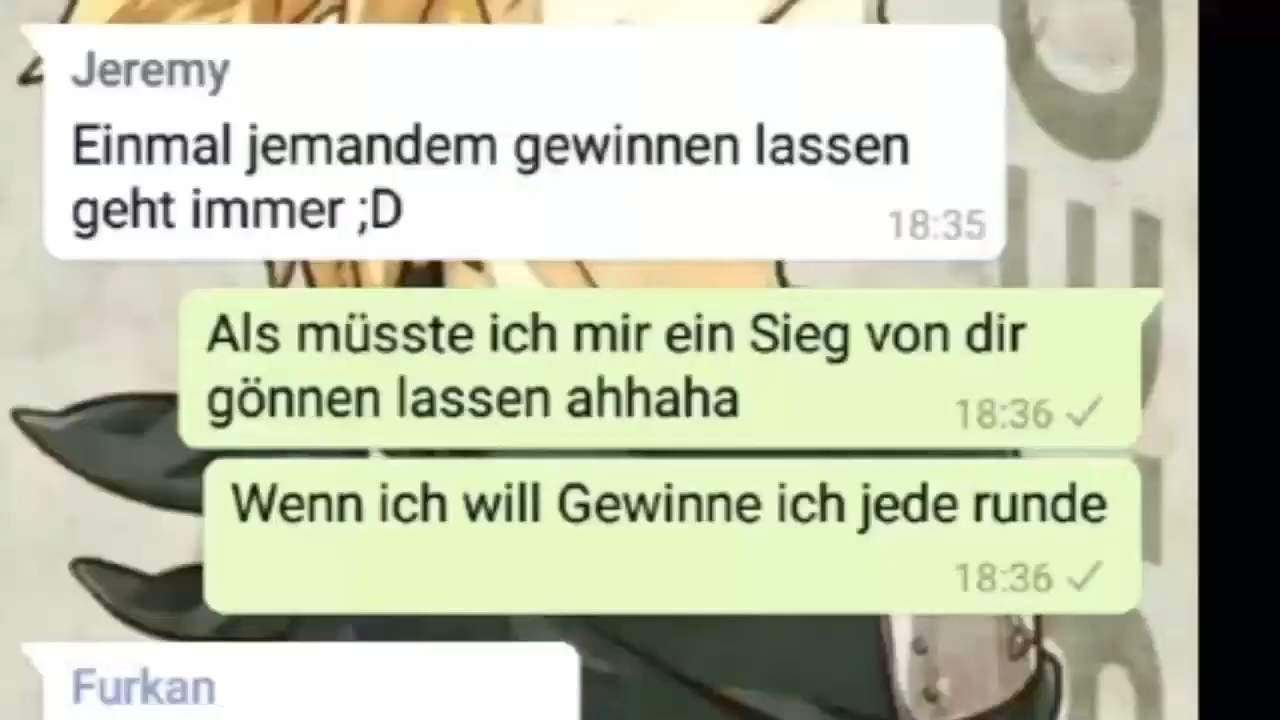 Jeremy
Einmal jemandem gewinnen lassen
geht immer ;D
18:35
Als müsste ich mir ein Sieg von dir
gönnen lassen ahhaha
18:36
Wenn ich will Gewinne ich jede runde
18:36
Furkan